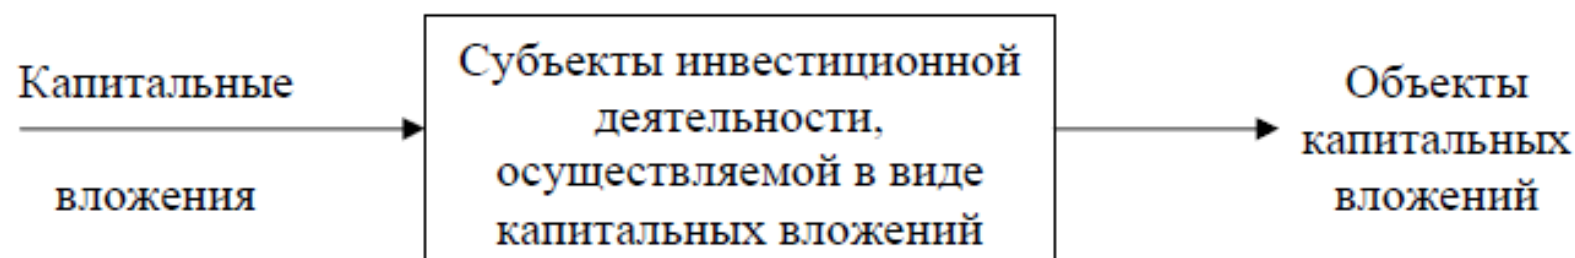 Капитальные
вложения
Субъекты инвестиционной
деятельности,
осуществляемой в виде
капитальных вложений
Объекты
капитальных
вложений